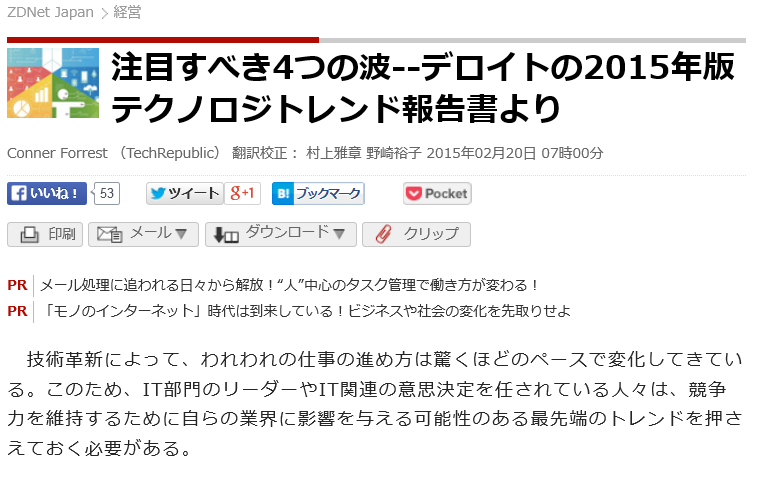 ZDNet Japan > 経営
注目すべき4つの波--デロイトの2015年版
テクノロジトレンド報告書より
Conner Forrest （TechRepublic） 翻訳校正： 村上雅章 野崎裕子 2015年02月20日 07時00分
いいね！ 53 ツイート g+1 B! ブックマーク Pocket
印刷 メール▼ ダウンロード▼ クリップ
PR メール処理に追われる日々から解放！“人”中心のタスク管理で働き方が変わる！
PR 「モノのインターネット」時代は到来している！ビジネスや社会の変化を先取りせよ
技術革新によって、われわれの仕事の進め方は驚くほどのペースで変化してきてい
る。このため、IT部門のリーダーやIT関連の意思決定を任されている人々は、競争
力を維持するために自らの業界に影響を与える可能性のある最先端のトレンドを押さ
えておく必要がある。